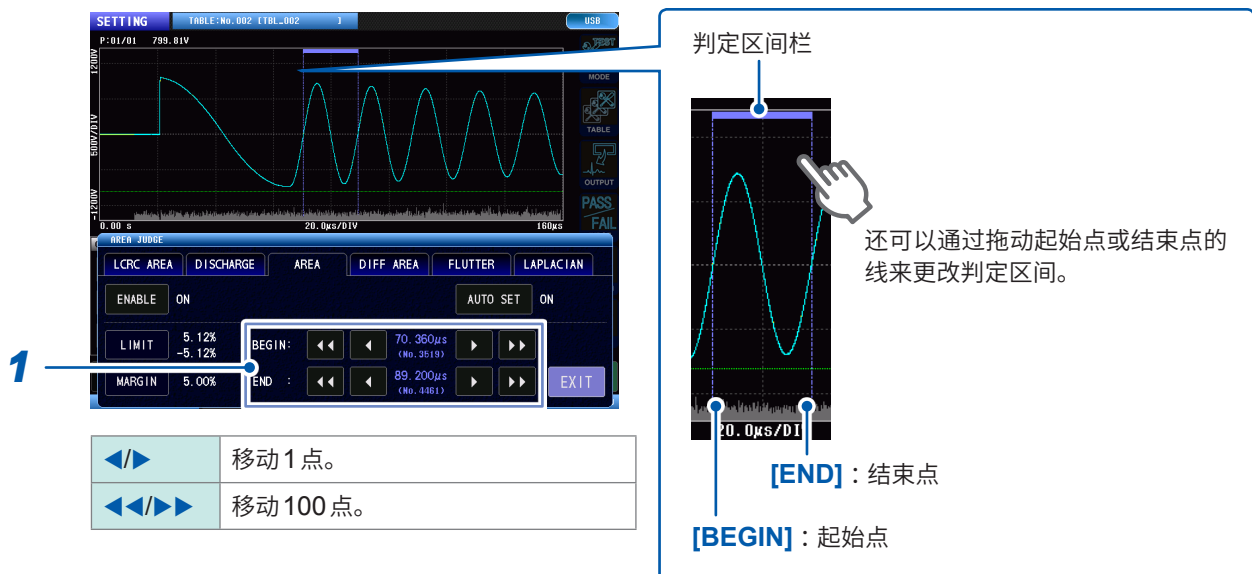 SETTING
TABLE:No.002 [TBL_002 ]
USB
P:01/01 799.81V
1200V
600V/DIV
-1200V
0.00 s
20.0µs/DIV
160µs
TEST
MODE
TABLE
OUTPUT
PASS
FAIL
AREA JUDGE
LCRC AREA
DISCHARGE
AREA
DIFF AREA
FLUTTER
LAPLACIAN
ENABLE
ON
AUTO SET
ON
LIMIT
5.12%
-5.12%
MARGIN
5.00%
BEGIN:
◀◀
◀
70.360µs
(No.3519)
▶
▶▶
END :
◀◀
◀
89.200µs
(No.4461)
▶
▶▶
EXIT
1
◀/▶ 移动1点。
◀◀/▶▶ 移动100点。
判定区间栏
还可以通过拖动起始点或结束点的
线来更改判定区间。
20.0µs/DI
[END]：结束点
[BEGIN]：起始点